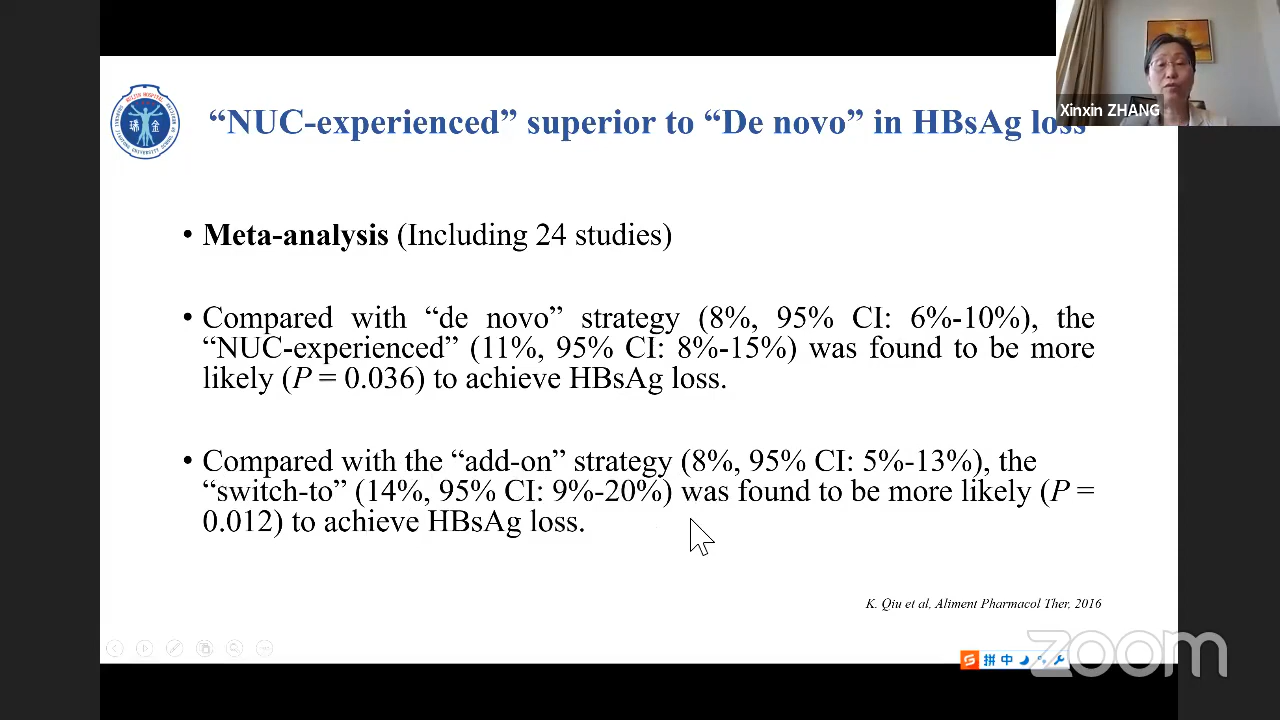 “NUC-experienced” superior to “De novo” in HBsAg loss
Xinxin ZHANG
• Meta-analysis (Including 24 studies)
• Compared with “de novo” strategy (8%, 95% CI: 6%-10%), the
“NUC-experienced” (11%, 95% CI: 8%-15%) was found to be more
likely (P = 0.036) to achieve HBsAg loss.
• Compared with the “add-on” strategy (8%, 95% CI: 5%-13%), the
“switch-to” (14%, 95% CI: 9%-20%) was found to be more likely (P =
0.012) to achieve HBsAg loss.
K. Qiu et al, Aliment Pharmacol Ther, 2016
拼 中
zoom